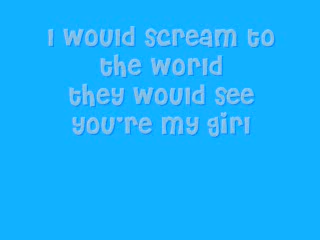 I would scream to
the world
they would see
you're my girl